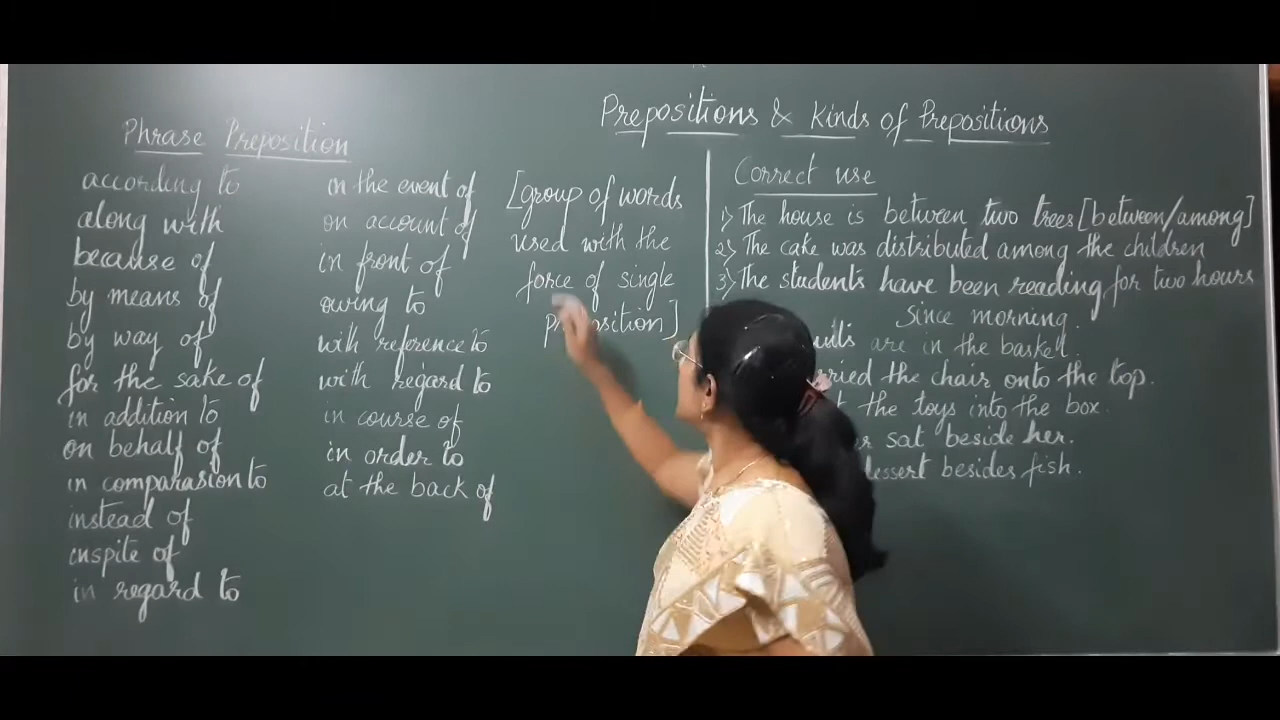 Prepositions & Kinds of Prepositions
Phrase Preposition
according to
along with
because of
by means of
by way of
for the sake of
in addition to
on behalf of
in comparasion to
instead of
inspite of
in regard to
in the event of
on account of
in front of
owing to
with reference to
with regard to
in course of
in order to
at the back of
[group of words
used with the
force of single
preposition]
Correct use
1) The house is between two trees [between/among]
2) The cake was distributed among the children
3) The students have been reading for two hours
since morning.
are in the basket.
the chair onto the top.
the toys into the box.
sat beside her.
dessert besides fish.